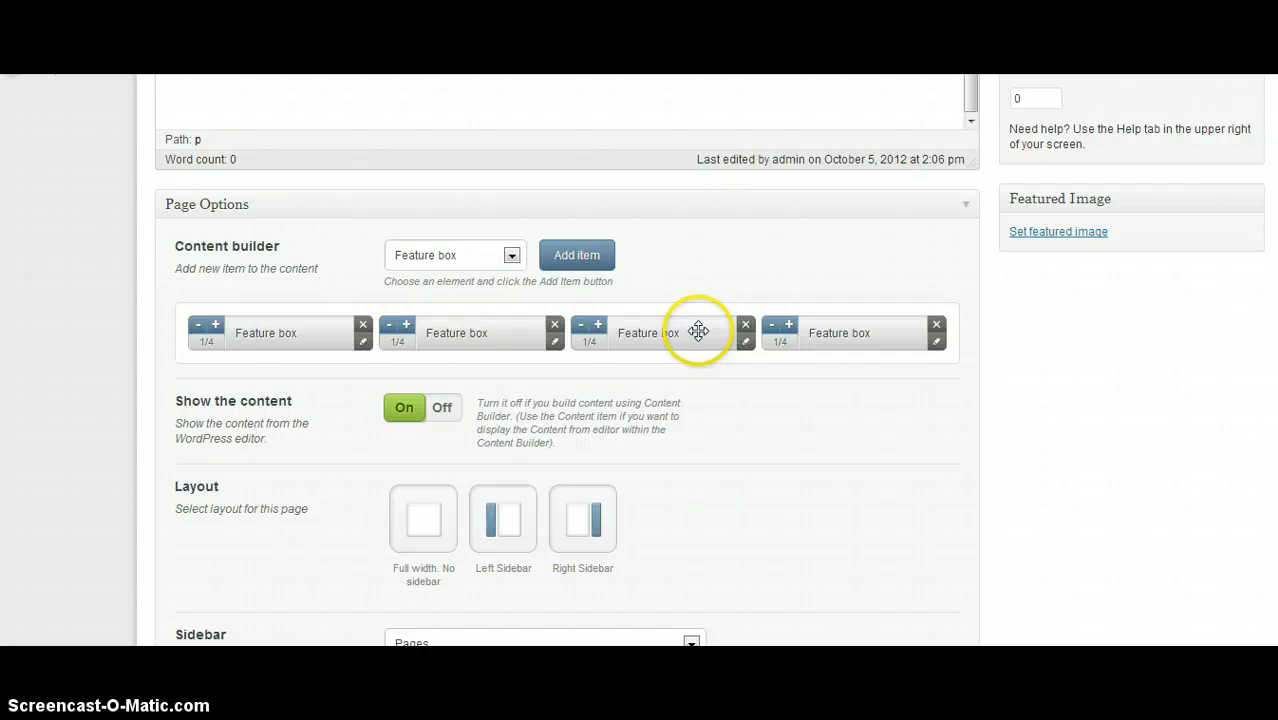 0
Need help? Use the Help tab in the upper right
of your screen.
Path: p
Word count: 0
Last edited by admin on October 5, 2012 at 2:06 pm
Page Options
Featured Image
Set featured image
Content builder
Add new item to the content
Feature box
Add item
Choose an element and click the Add Item button
- +
1/4
Feature box
- +
1/4
Feature box
- +
1/4
Feature box
- +
1/4
Feature box
Show the content
Show the content from the
WordPress editor.
On
Off
Turn it off if you build content using Content
Builder. (Use the Content item if you want to
display the Content from editor within the
Content Builder).
Layout
Select layout for this page
Full width. No
sidebar
Left Sidebar
Right Sidebar
Sidebar
Pages
Screencast-O-Matic.com